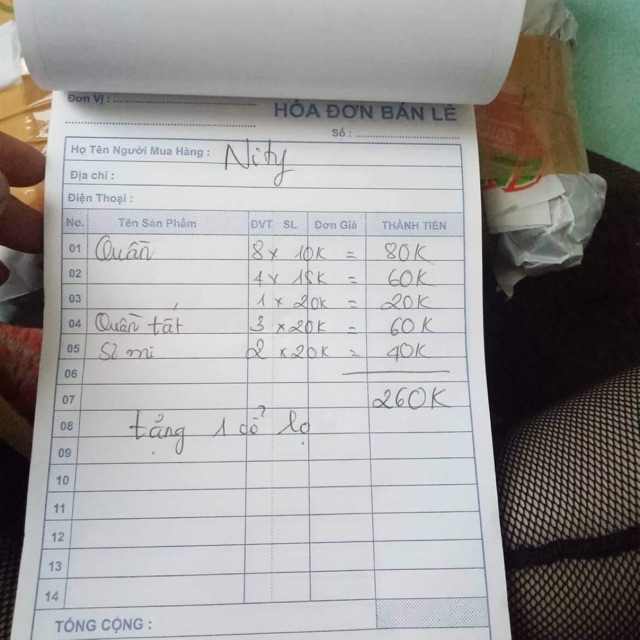 Đơn Vị :
HÓA ĐƠN BÁN LẺ
Số :
Họ Tên Người Mua Hàng : Nity
Địa chỉ :
Điện Thoại :
No. Tên Sản Phẩm ĐVT SL Đơn Giá THÀNH TIỀN
01 Quần 8 x 10K = 80K
02 4 x 15K = 60K
03 1 x 20K = 20K
04 Quần tất 3 x 20K = 60K
05 Sì mi 2 x 20K = 40K
06
07 260K
08 tặng 1 cổ lọ
09
10
11
12
13
14
TỔNG CỘNG :